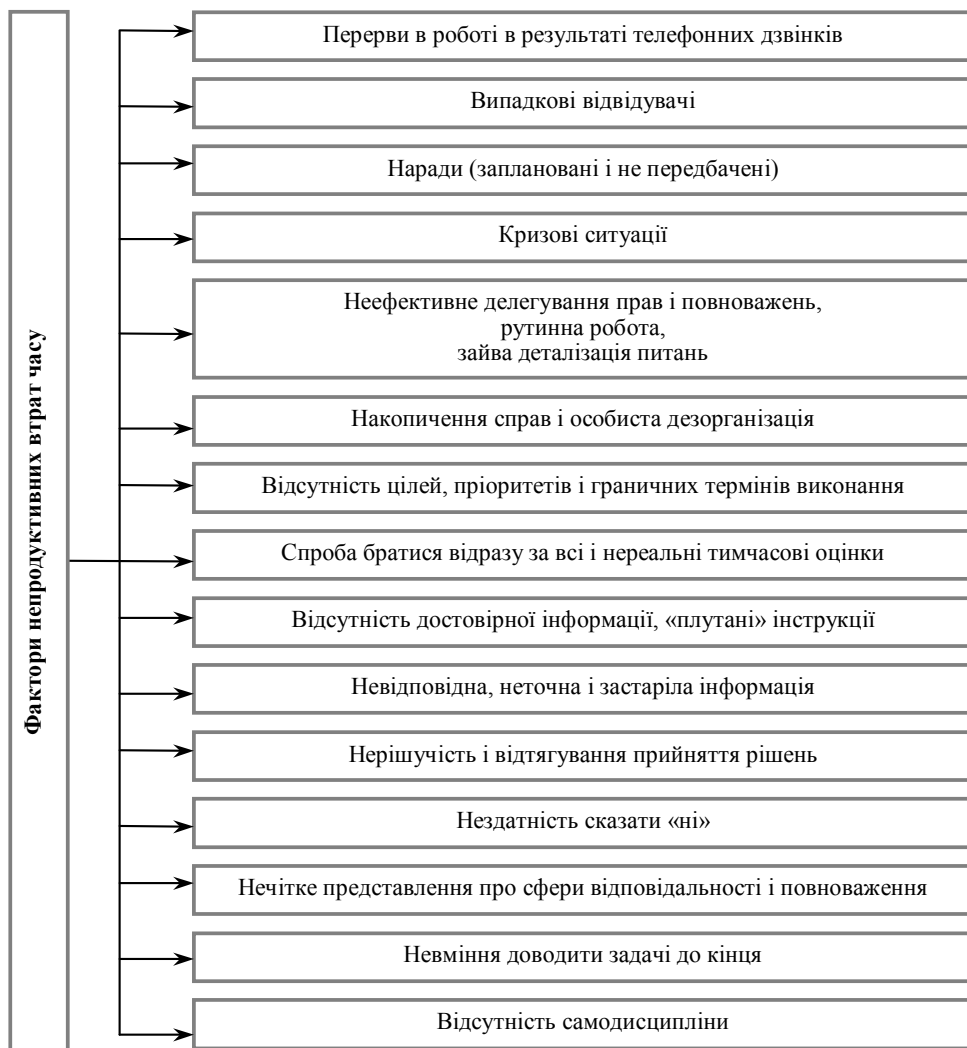 Фактори непродуктивних втрат часу
Перерви в роботі в результаті телефонних дзвінків
Випадкові відвідувачі
Наради (заплановані і не передбачені)
Кризові ситуації
Неефективне делегування прав і повноважень,
рутинна робота,
зайва деталізація питань
Накопичення справ і особиста дезорганізація
Відсутність цілей, пріоритетів і граничних термінів виконання
Спроба братися відразу за всі і нереальні тимчасові оцінки
Відсутність достовірної інформації, «плутані» інструкції
Невідповідна, неточна і застаріла інформація
Нерішучість і відтягування прийняття рішень
Нездатність сказати «ні»
Нечітке представлення про сфери відповідальності і повноваження
Невміння доводити задачі до кінця
Відсутність самодисципліни